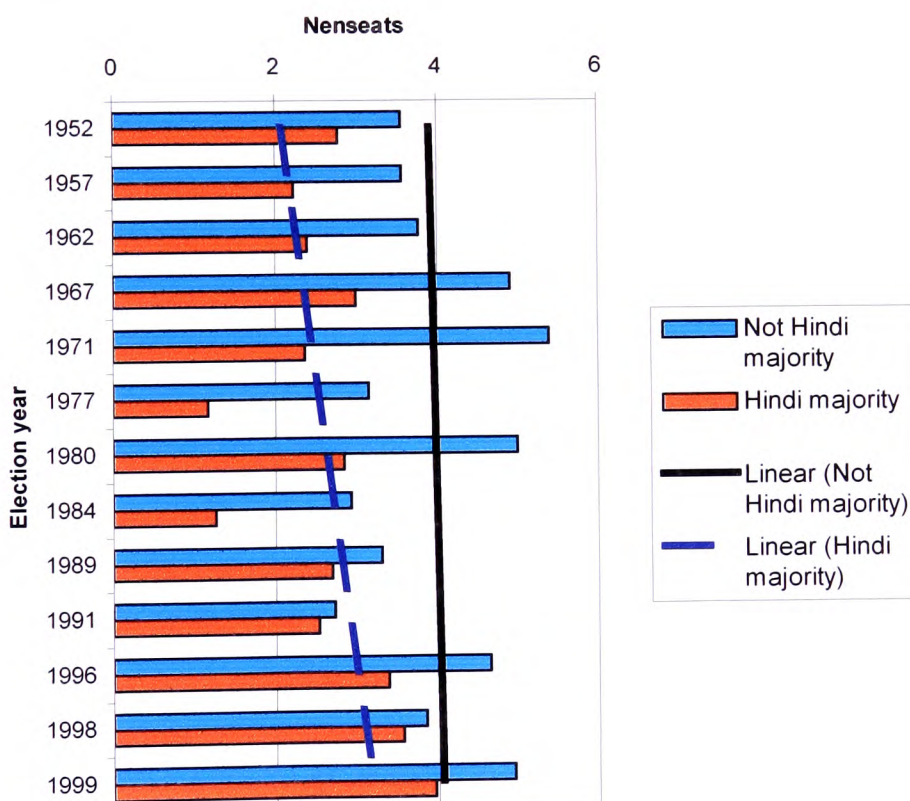 Nenseats
0 2 4 6
Election year
1952
1957
1962
1967
1971
1977
1980
1984
1989
1991
1996
1998
1999
Not Hindi
majority
Hindi majority
Linear (Not
Hindi majority)
Linear (Hindi
majority)